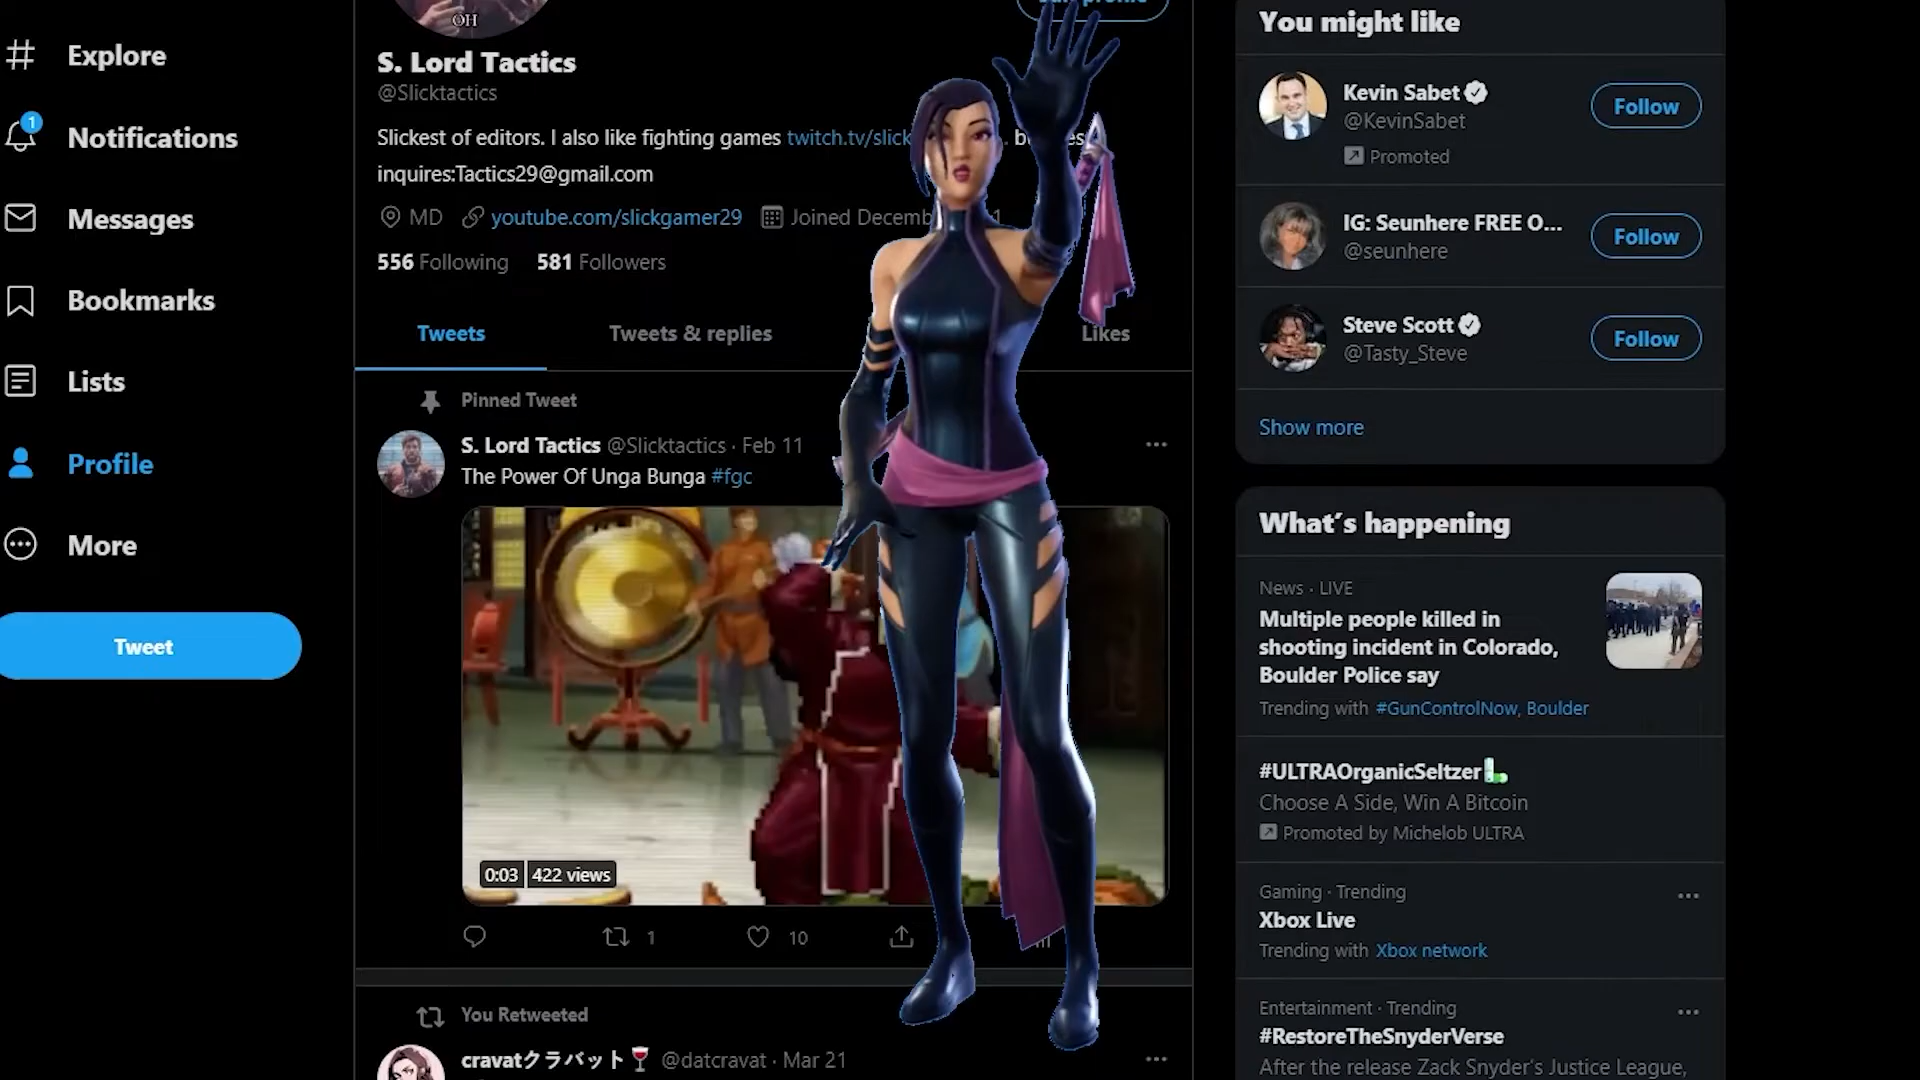 Explore
1
Notifications
Messages
Bookmarks
Lists
Profile
More
Tweet
OH
S. Lord Tactics
@Slicktactics
Slickest of editors. I also like fighting games twitch.tv/slick
inquires:Tactics29@gmail.com
MD youtube.com/slickgamer29 Joined Decemb 1
556 Following 581 Followers
Tweets Tweets & replies Likes
Pinned Tweet
S. Lord Tactics @Slicktactics · Feb 11
The Power Of Unga Bunga #fgc
0:03 422 views
1 10
You Retweeted
cravatクラバット🍷 @datcravat · Mar 21
You might like
Kevin Sabet
@KevinSabet
Promoted
Follow
IG: Seunhere FREE O...
@seunhere
Follow
Steve Scott
@Tasty_Steve
Follow
Show more
What's happening
News · LIVE
Multiple people killed in
shooting incident in Colorado,
Boulder Police say
Trending with #GunControlNow, Boulder
#ULTRAOrganicSeltzer
Choose A Side, Win A Bitcoin
Promoted by Michelob ULTRA
Gaming · Trending
Xbox Live
Trending with Xbox network
Entertainment · Trending
#RestoreTheSnyderVerse
After the release Zack Snyder's Justice League,